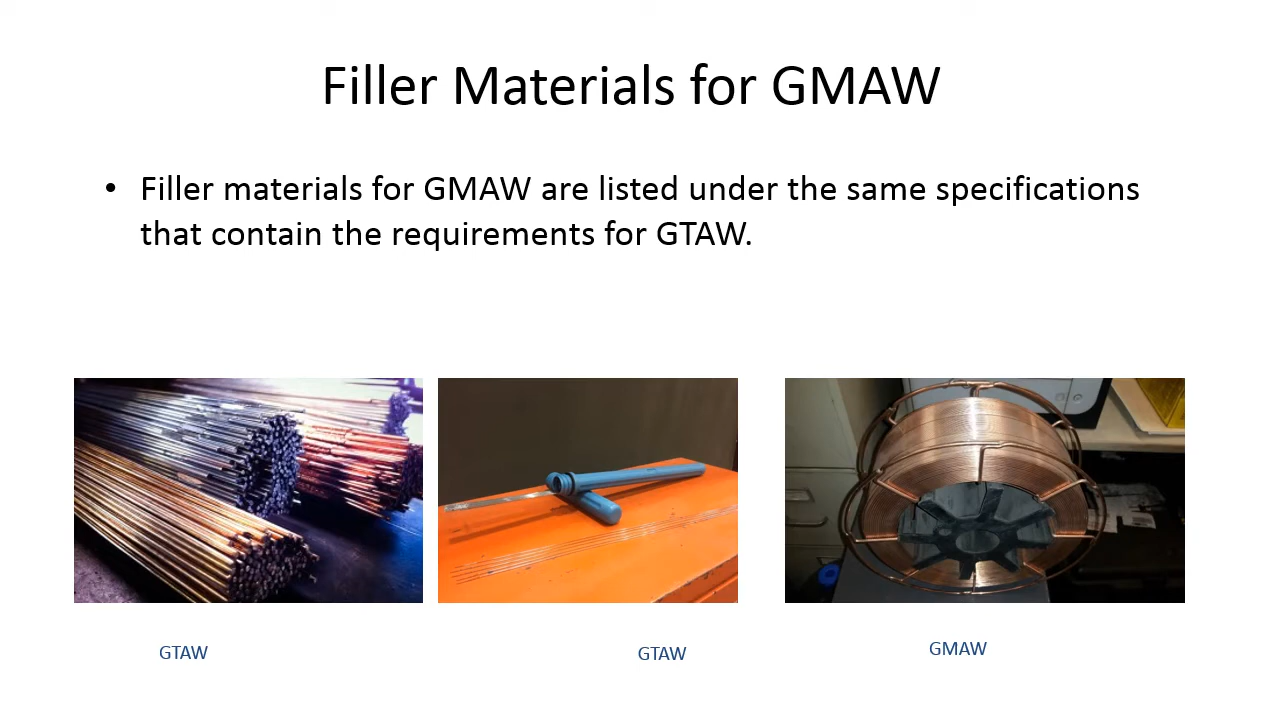 Filler Materials for GMAW
• Filler materials for GMAW are listed under the same specifications
that contain the requirements for GTAW.
GTAW
GTAW
GMAW